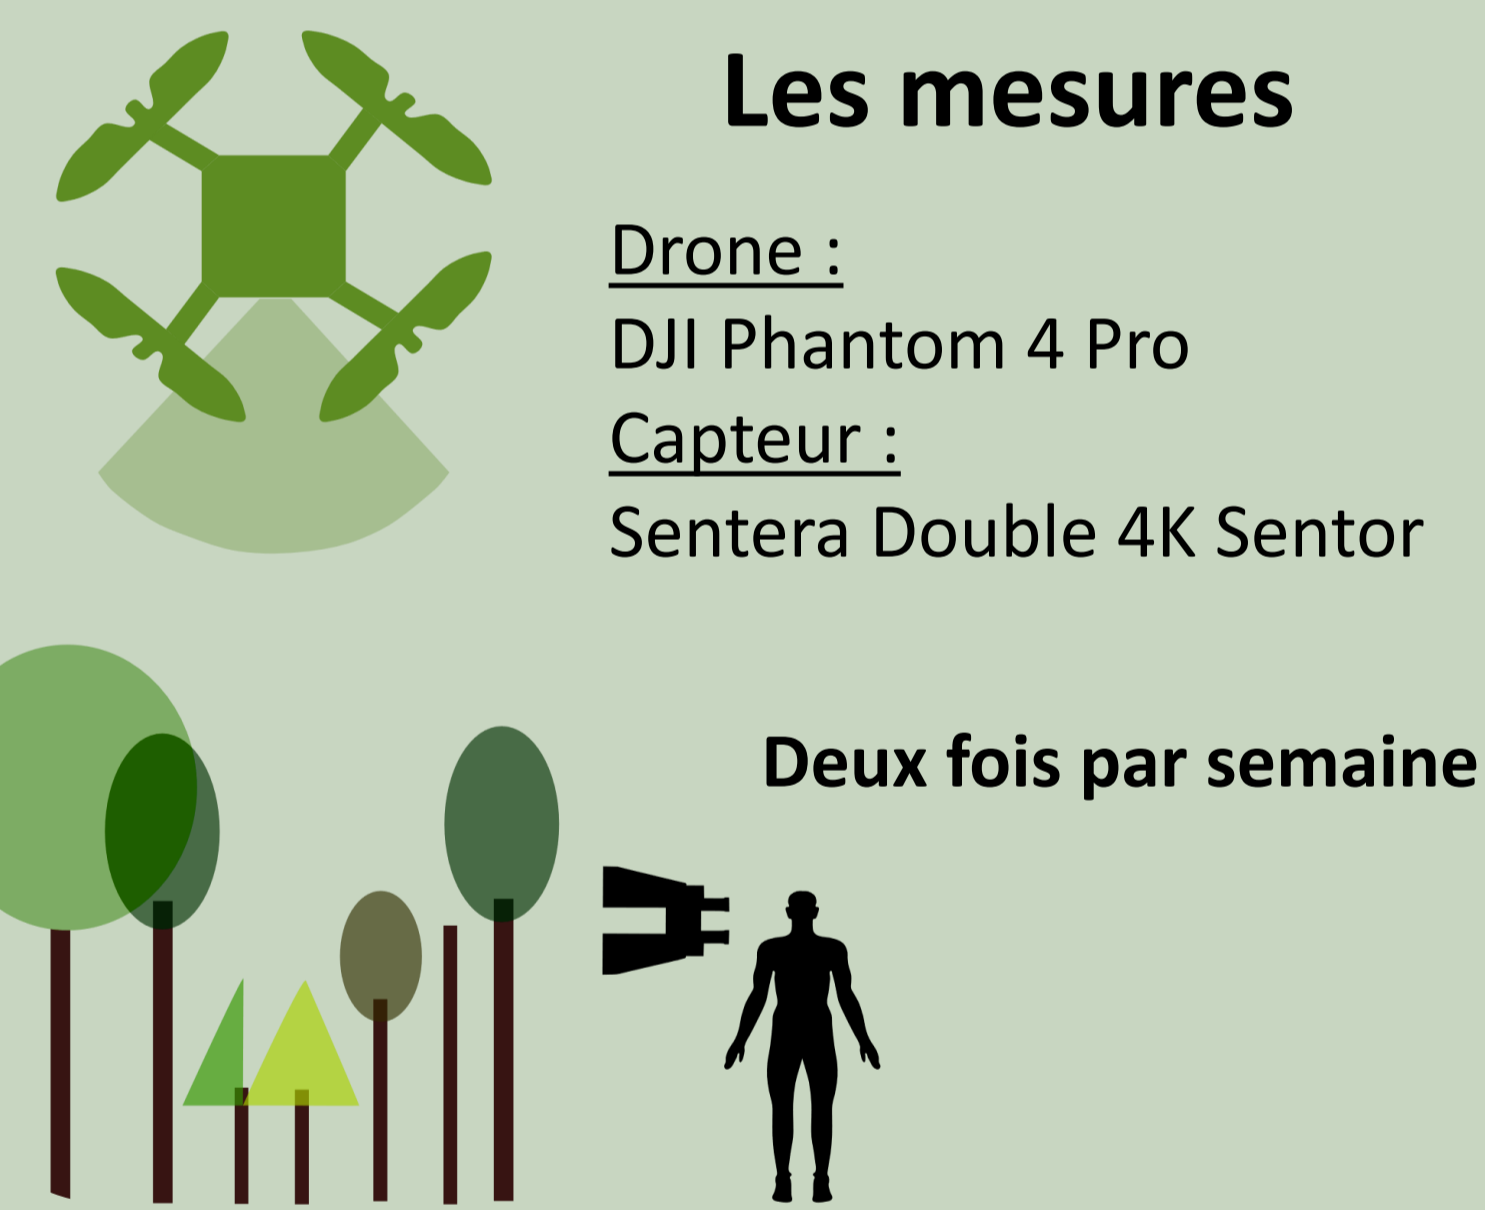 Les mesures
Drone :
DJI Phantom 4 Pro
Capteur :
Sentera Double 4K Sentor
Deux fois par semaine